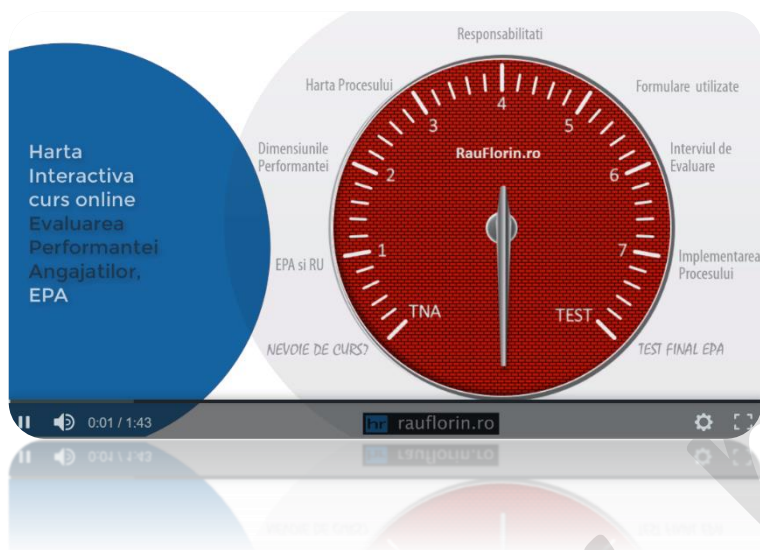 Harta
Interactiva
curs online
Evaluarea
Performantei
Angajatilor,
EPA
Responsabilitati
Harta Procesului
Formulare utilizate
Dimensiunile
Performantei
Interviul de
Evaluare
EPA si RU
Implementarea
Procesului
NEVOIE DE CURS?
TEST FINAL EPA
RauFlorin.ro
TNA
1
2
3
4
5
6
7
TEST
0:01 / 1:43
hr rauflorin.ro